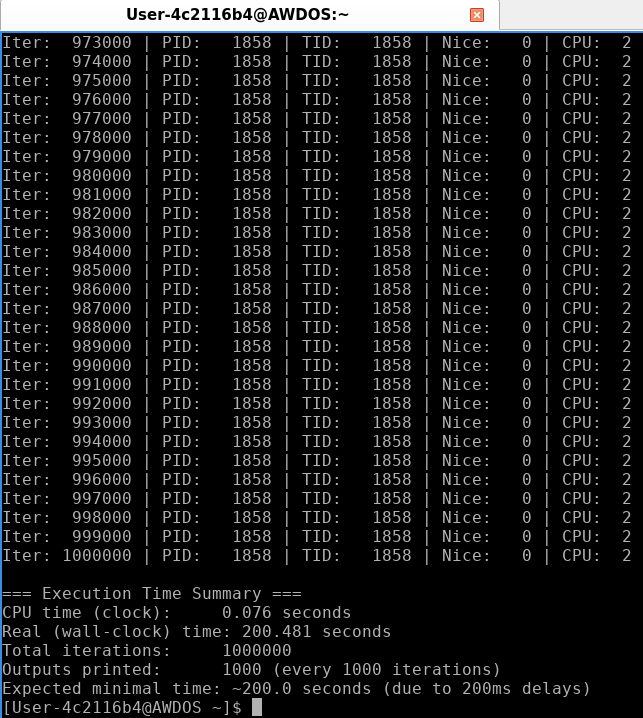 User-4c2116b4@AWDOS:~
Iter:  973000 | PID:   1858 | TID:   1858 | Nice:   0 | CPU:  2
Iter:  974000 | PID:   1858 | TID:   1858 | Nice:   0 | CPU:  2
Iter:  975000 | PID:   1858 | TID:   1858 | Nice:   0 | CPU:  2
Iter:  976000 | PID:   1858 | TID:   1858 | Nice:   0 | CPU:  2
Iter:  977000 | PID:   1858 | TID:   1858 | Nice:   0 | CPU:  2
Iter:  978000 | PID:   1858 | TID:   1858 | Nice:   0 | CPU:  2
Iter:  979000 | PID:   1858 | TID:   1858 | Nice:   0 | CPU:  2
Iter:  980000 | PID:   1858 | TID:   1858 | Nice:   0 | CPU:  2
Iter:  981000 | PID:   1858 | TID:   1858 | Nice:   0 | CPU:  2
Iter:  982000 | PID:   1858 | TID:   1858 | Nice:   0 | CPU:  2
Iter:  983000 | PID:   1858 | TID:   1858 | Nice:   0 | CPU:  2
Iter:  984000 | PID:   1858 | TID:   1858 | Nice:   0 | CPU:  2
Iter:  985000 | PID:   1858 | TID:   1858 | Nice:   0 | CPU:  2
Iter:  986000 | PID:   1858 | TID:   1858 | Nice:   0 | CPU:  2
Iter:  987000 | PID:   1858 | TID:   1858 | Nice:   0 | CPU:  2
Iter:  988000 | PID:   1858 | TID:   1858 | Nice:   0 | CPU:  2
Iter:  989000 | PID:   1858 | TID:   1858 | Nice:   0 | CPU:  2
Iter:  990000 | PID:   1858 | TID:   1858 | Nice:   0 | CPU:  2
Iter:  991000 | PID:   1858 | TID:   1858 | Nice:   0 | CPU:  2
Iter:  992000 | PID:   1858 | TID:   1858 | Nice:   0 | CPU:  2
Iter:  993000 | PID:   1858 | TID:   1858 | Nice:   0 | CPU:  2
Iter:  994000 | PID:   1858 | TID:   1858 | Nice:   0 | CPU:  2
Iter:  995000 | PID:   1858 | TID:   1858 | Nice:   0 | CPU:  2
Iter:  996000 | PID:   1858 | TID:   1858 | Nice:   0 | CPU:  2
Iter:  997000 | PID:   1858 | TID:   1858 | Nice:   0 | CPU:  2
Iter:  998000 | PID:   1858 | TID:   1858 | Nice:   0 | CPU:  2
Iter:  999000 | PID:   1858 | TID:   1858 | Nice:   0 | CPU:  2
Iter: 1000000 | PID:   1858 | TID:   1858 | Nice:   0 | CPU:  2
=== Execution Time Summary ===
CPU time (clock):     0.076 seconds
Real (wall-clock) time: 200.481 seconds
Total iterations:     1000000
Outputs printed:      1000 (every 1000 iterations)
Expected minimal time: ~200.0 seconds (due to 200ms delays)
[User-4c2116b4@AWDOS ~]$